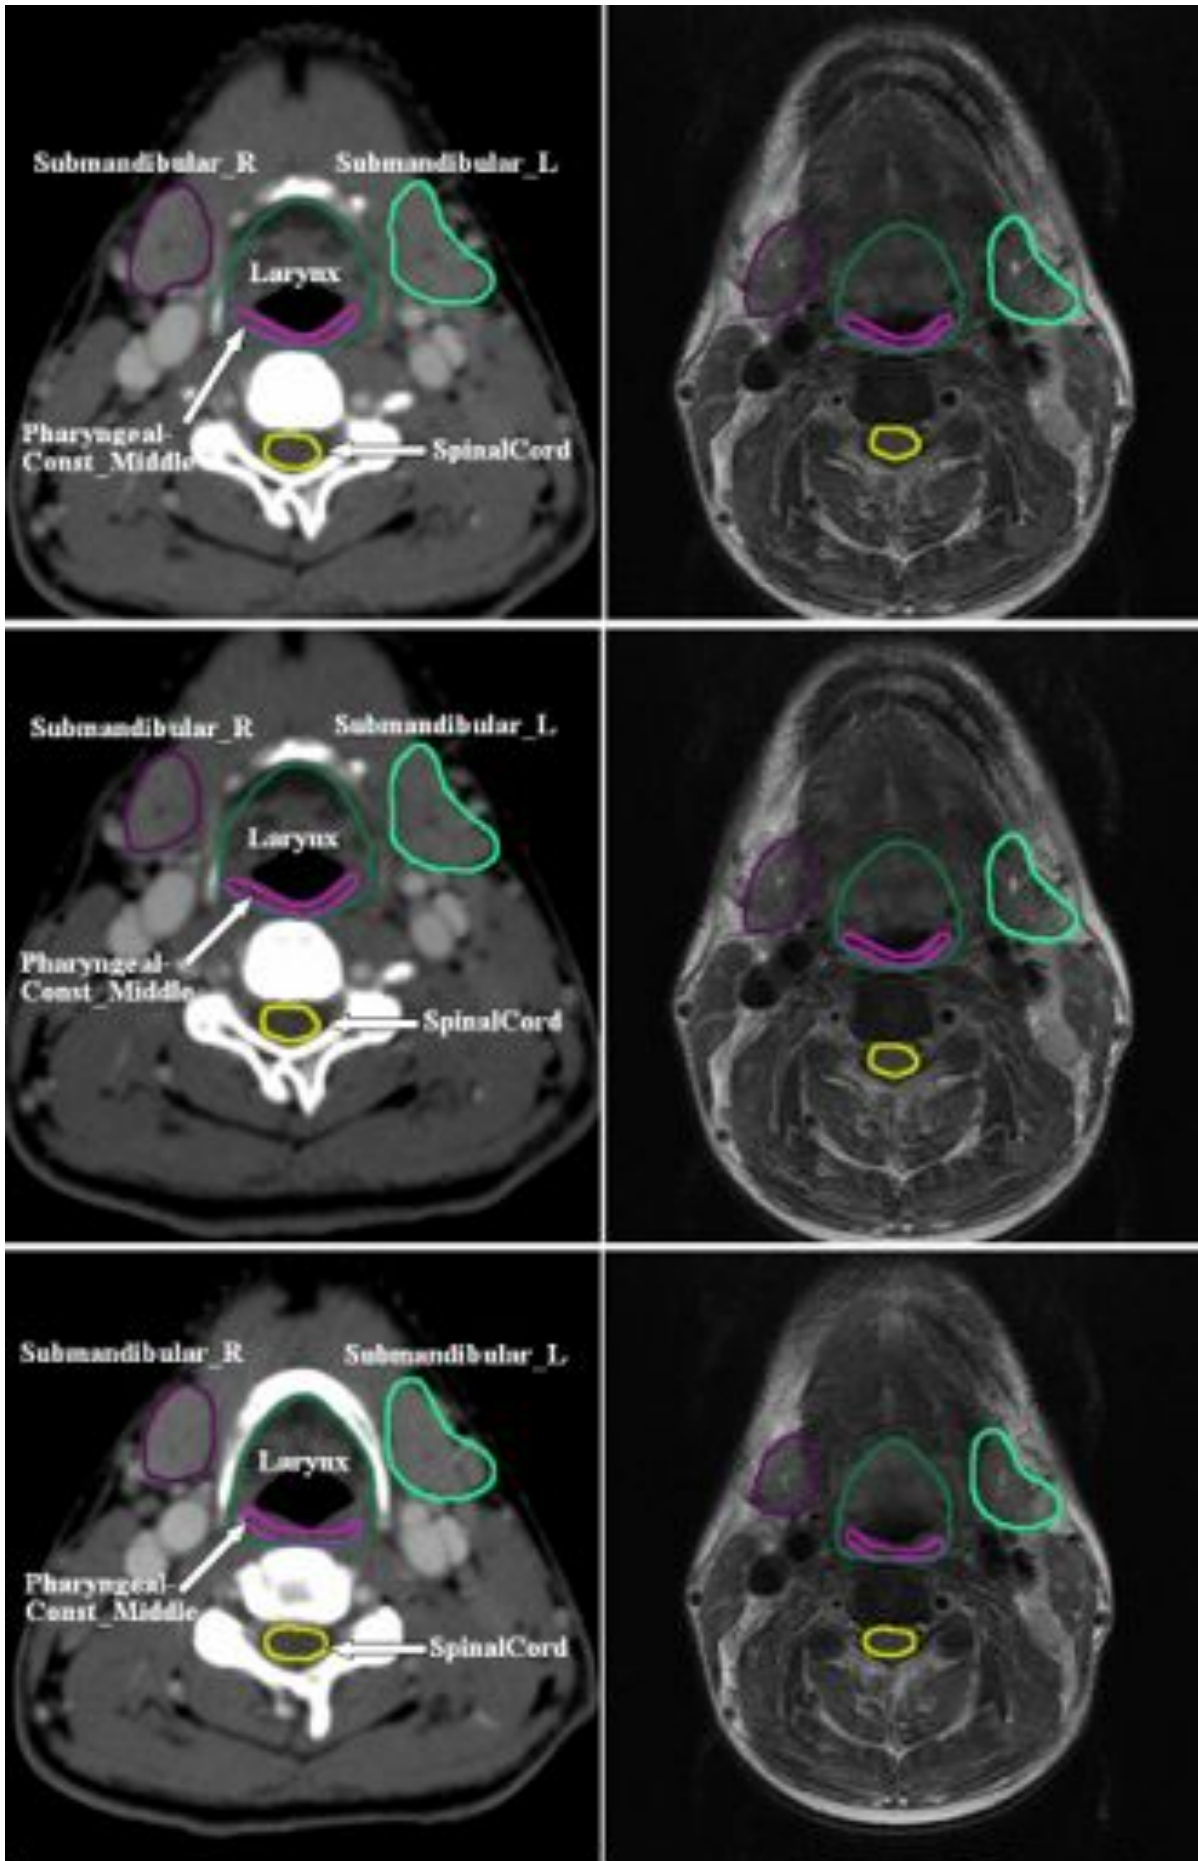 Submandibular_R
Submandibular_L
Larynx
Pharyngeal-
Const_Middle
SpinalCord
Submandibular_R
Submandibular_L
Larynx
Pharyngeal-
Const_Middle
SpinalCord
Submandibular_R
Submandibular_L
Larynx
Pharyngeal-
Const_Middle
SpinalCord